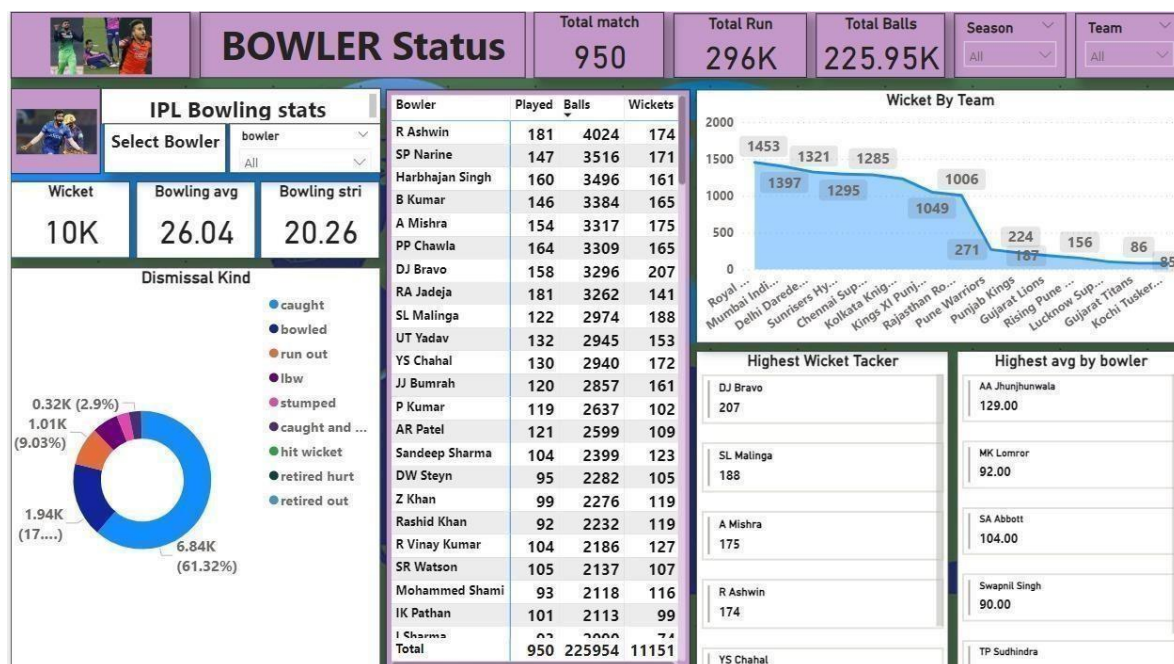 BOWLER Status
Total match
950
Total Run
296K
Total Balls
225.95K
Season
All
Team
All
IPL Bowling stats
Select Bowler
bowler
All
Wicket
10K
Bowling avg
26.04
Bowling stri
20.26
Dismissal Kind
caught
bowled
run out
lbw
stumped
caught and ...
hit wicket
retired hurt
retired out
0.32K (2.9%)
1.01K
(9.03%)
1.94K
(17....)
6.84K
(61.32%)
Bowler Played Balls Wickets
R Ashwin 181 4024 174
SP Narine 147 3516 171
Harbhajan Singh 160 3496 161
B Kumar 146 3384 165
A Mishra 154 3317 175
PP Chawla 164 3309 165
DJ Bravo 158 3296 207
RA Jadeja 181 3262 141
SL Malinga 122 2974 188
UT Yadav 132 2945 153
YS Chahal 130 2940 172
JJ Bumrah 120 2857 161
P Kumar 119 2637 102
AR Patel 121 2599 109
Sandeep Sharma 104 2399 123
DW Steyn 95 2282 105
Z Khan 99 2276 119
Rashid Khan 92 2232 119
R Vinay Kumar 104 2186 127
SR Watson 105 2137 107
Mohammed Shami 93 2118 116
IK Pathan 101 2113 99
Total 950 225954 11151
Wicket By Team
2000
1500
1000
500
0
1453
1397
1321
1295
1285
1049
1006
271
224
187
156
86
85
Royal ...
Mumbai Indi...
Delhi Darede...
Sunrisers Hy...
Chennai Sup...
Kolkata Knig...
Kings XI Punj...
Rajasthan Ro...
Pune Warriors
Punjab Kings
Gujarat Lions
Rising Pune ...
Lucknow Sup...
Gujarat Titans
Kochi Tusker...
Highest Wicket Tacker
DJ Bravo
207
SL Malinga
188
A Mishra
175
R Ashwin
174
YS Chahal
Highest avg by bowler
AA Jhunjhunwala
129.00
MK Lomror
92.00
SA Abbott
104.00
Swapnil Singh
90.00
TP Sudhindra